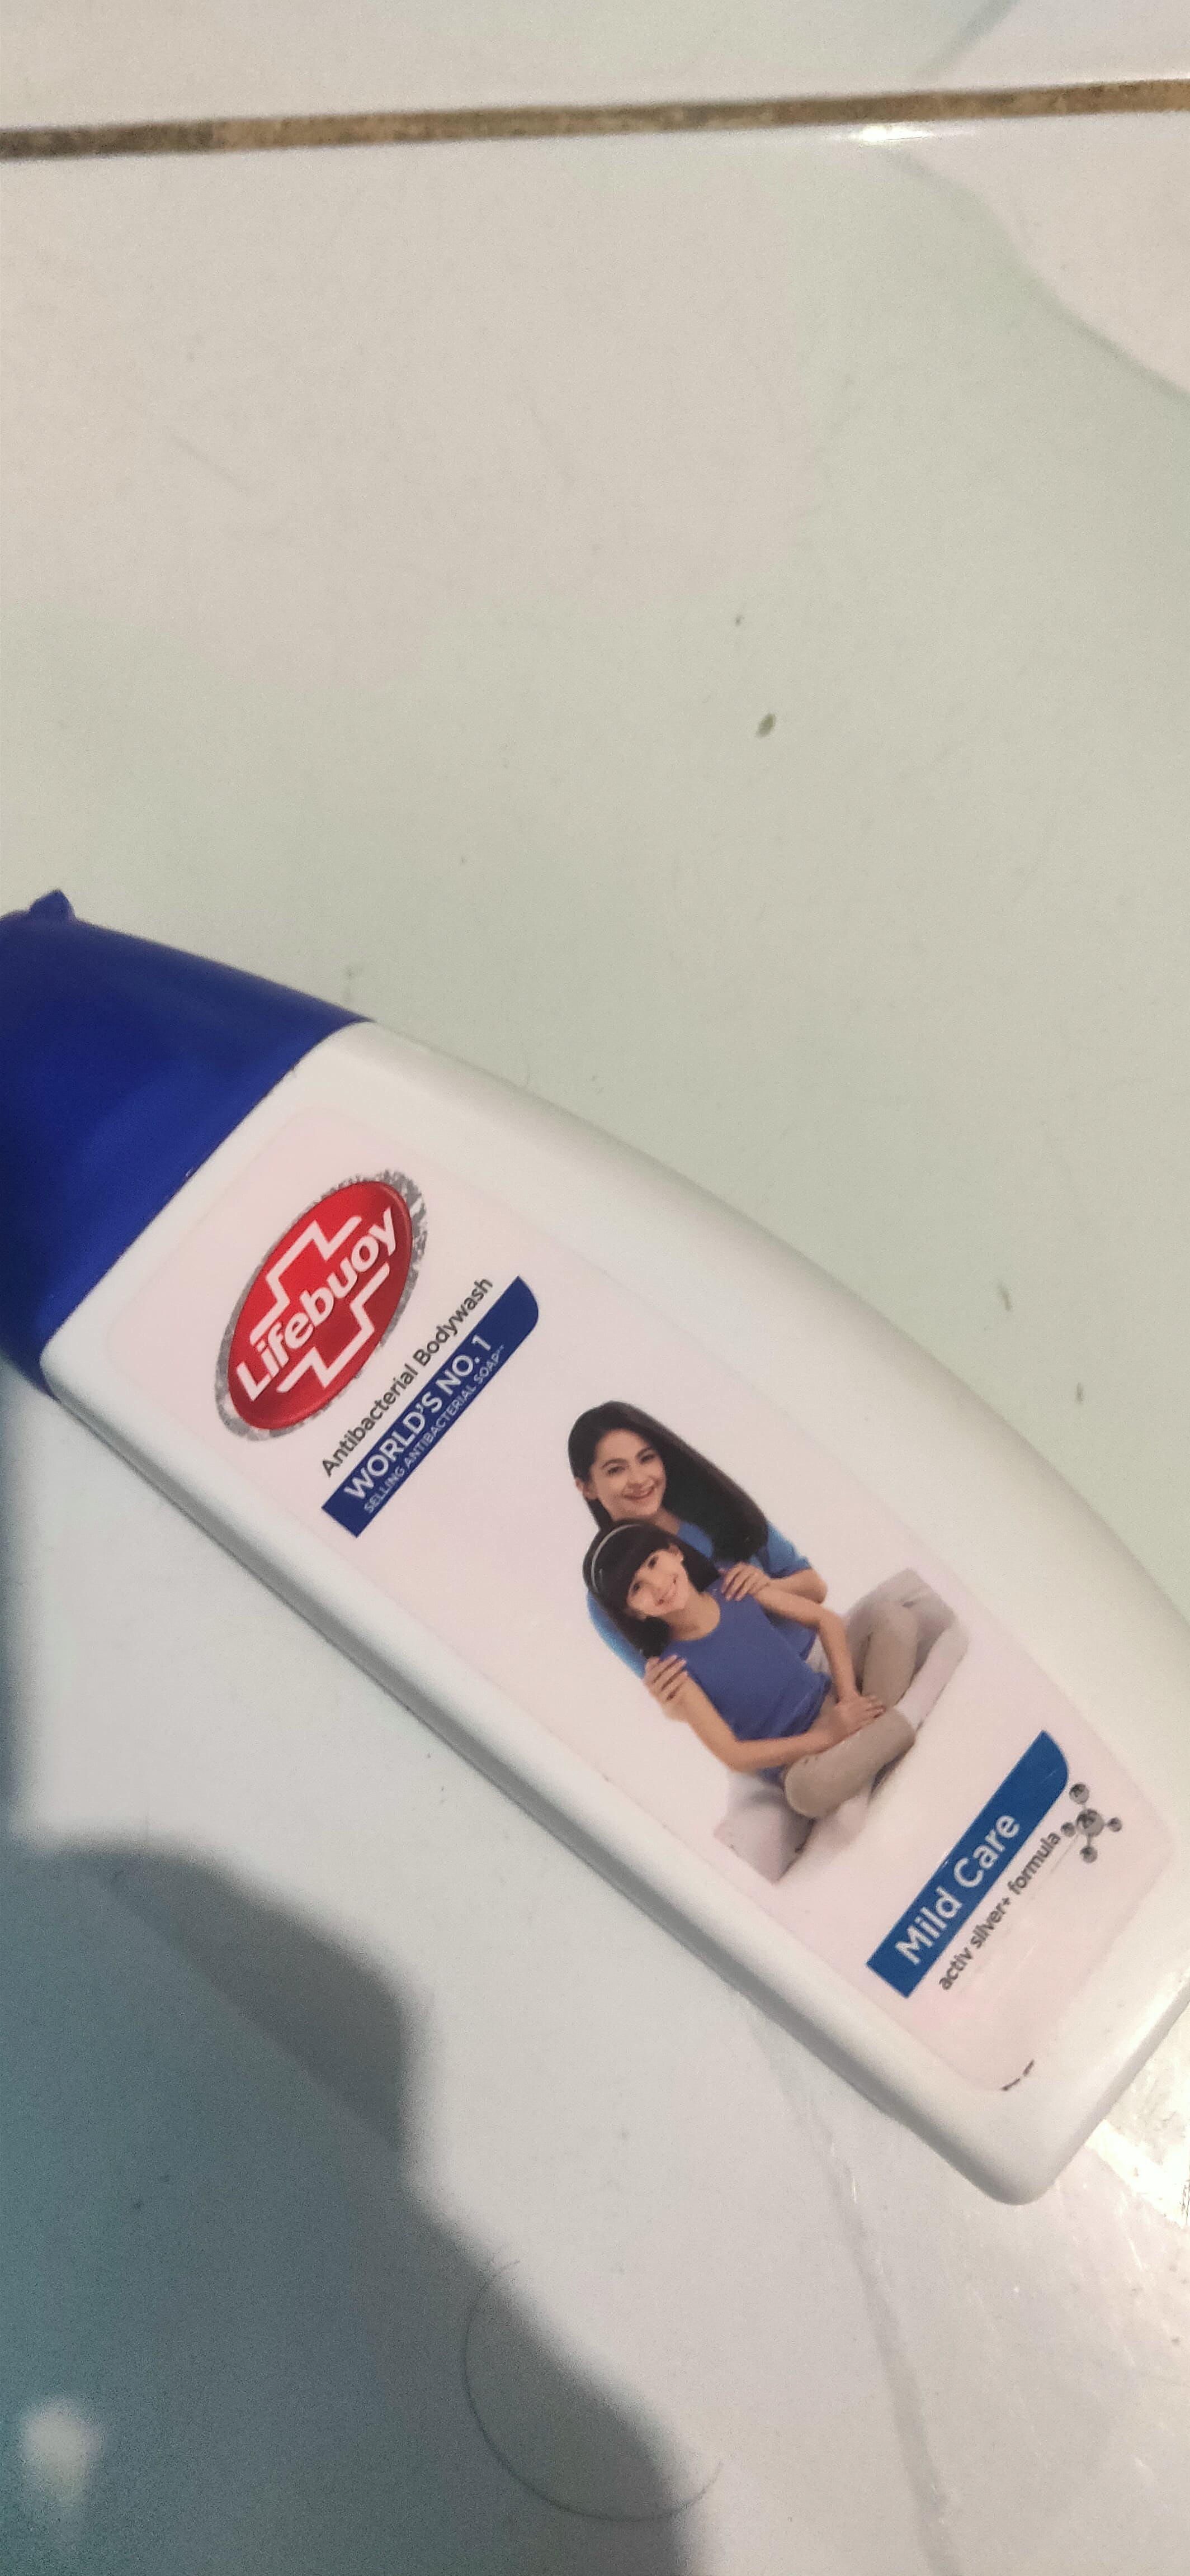 Lifebuoy
Antibacterial Bodywash
WORLD'S NO. 1
SELLING ANTIBACTERIAL SOAP**
Mild Care
activ silver+ formula